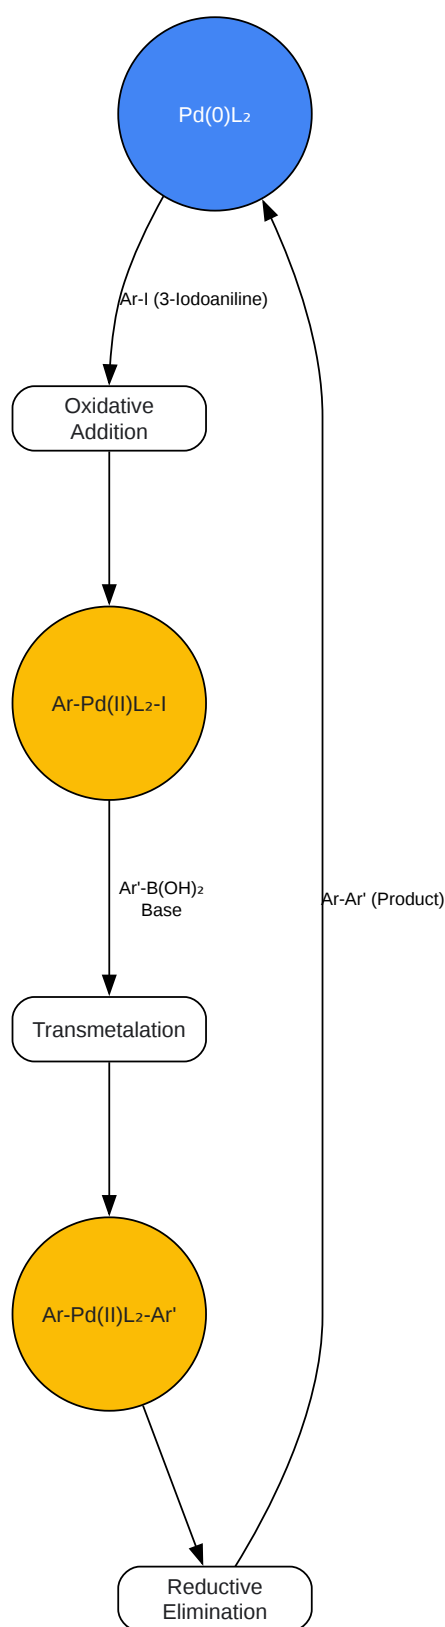 Pd(0)L₂
Ar-I (3-Iodoaniline)
Oxidative
Addition
Ar-Pd(II)L₂-I
Ar'-B(OH)₂
Base
Ar-Ar' (Product)
Transmetalation
Ar-Pd(II)L₂-Ar'
Reductive
Elimination